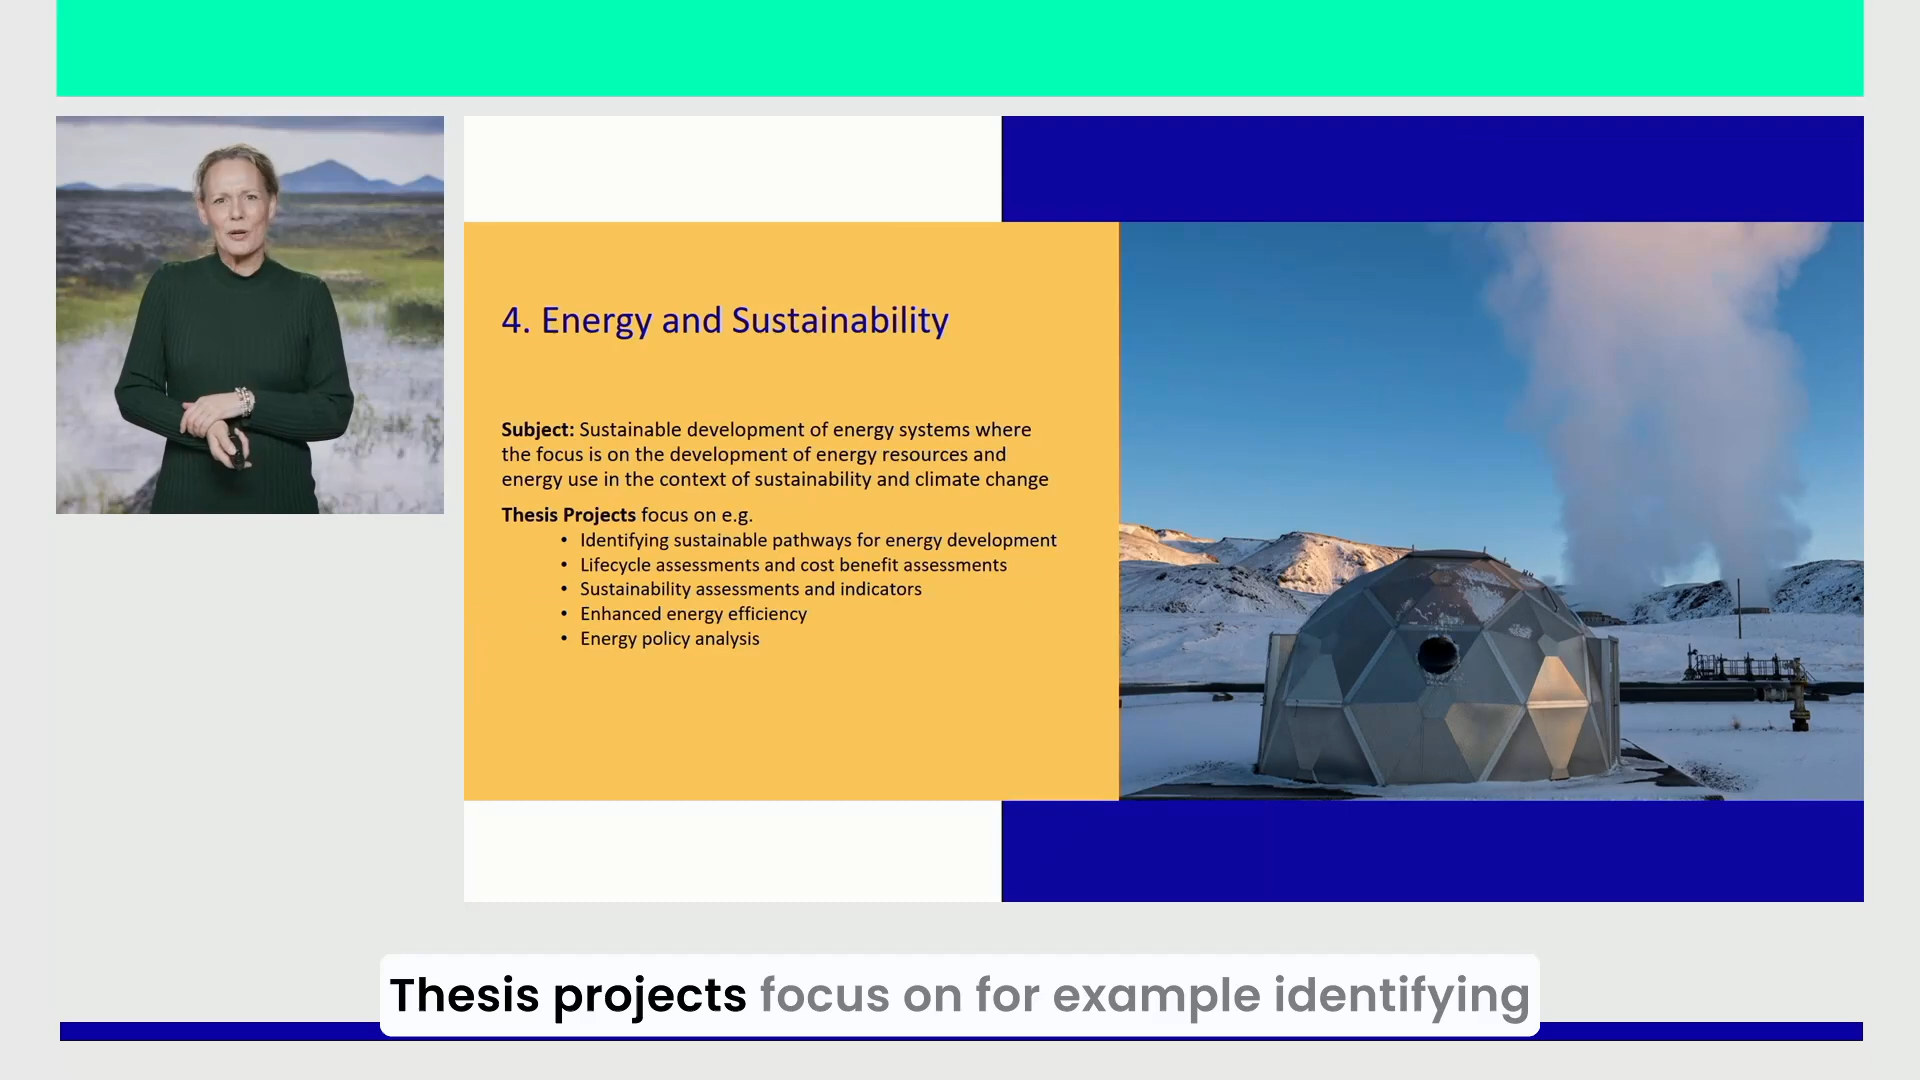 4. Energy and Sustainability
Subject: Sustainable development of energy systems where
the focus is on the development of energy resources and
energy use in the context of sustainability and climate change
Thesis Projects focus on e.g.
• Identifying sustainable pathways for energy development
• Lifecycle assessments and cost benefit assessments
• Sustainability assessments and indicators
• Enhanced energy efficiency
• Energy policy analysis
Thesis projects focus on for example identifying